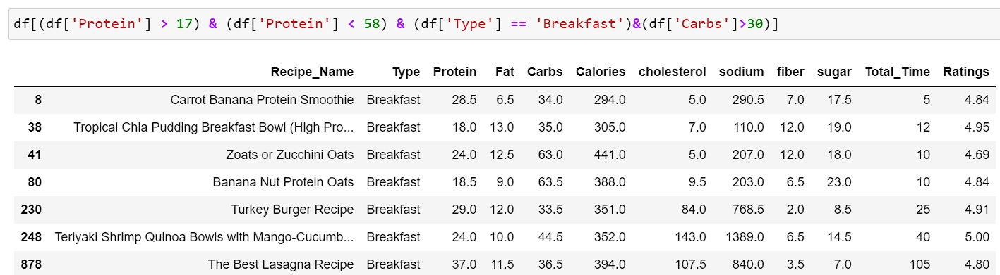 df[(df['Protein'] > 17) & (df['Protein'] < 58) & (df['Type'] == 'Breakfast')&(df['Carbs']>30)]
Recipe_Name Type Protein Fat Carbs Calories cholesterol sodium fiber sugar Total_Time Ratings
8 Carrot Banana Protein Smoothie Breakfast 28.5 6.5 34.0 294.0 5.0 290.5 7.0 17.5 5 4.84
38 Tropical Chia Pudding Breakfast Bowl (High Pro... Breakfast 18.0 13.0 35.0 305.0 7.0 110.0 12.0 19.0 12 4.95
41 Zoats or Zucchini Oats Breakfast 24.0 12.5 63.0 441.0 5.0 207.0 12.0 18.0 10 4.69
80 Banana Nut Protein Oats Breakfast 18.5 9.0 63.5 388.0 9.5 203.0 6.5 23.0 10 4.84
230 Turkey Burger Recipe Breakfast 29.0 12.0 33.5 351.0 84.0 768.5 2.0 8.5 25 4.91
248 Teriyaki Shrimp Quinoa Bowls with Mango-Cucumb... Breakfast 24.0 10.0 44.5 352.0 143.0 1389.0 6.5 14.5 40 5.00
878 The Best Lasagna Recipe Breakfast 37.0 11.5 36.5 394.0 107.5 840.0 3.5 7.0 105 4.80